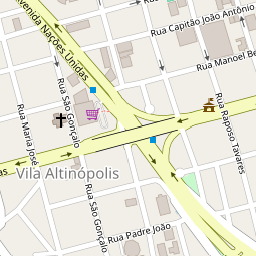 Avenida Nações Unidas
Rua Capitão João Antônio
Rua Manoel Be
Rua São Gonçalo
Rua Maria José
Rua Raposo Tavares
as
Vila Altinópolis
Rua São Gonçalo
Rua Padre João